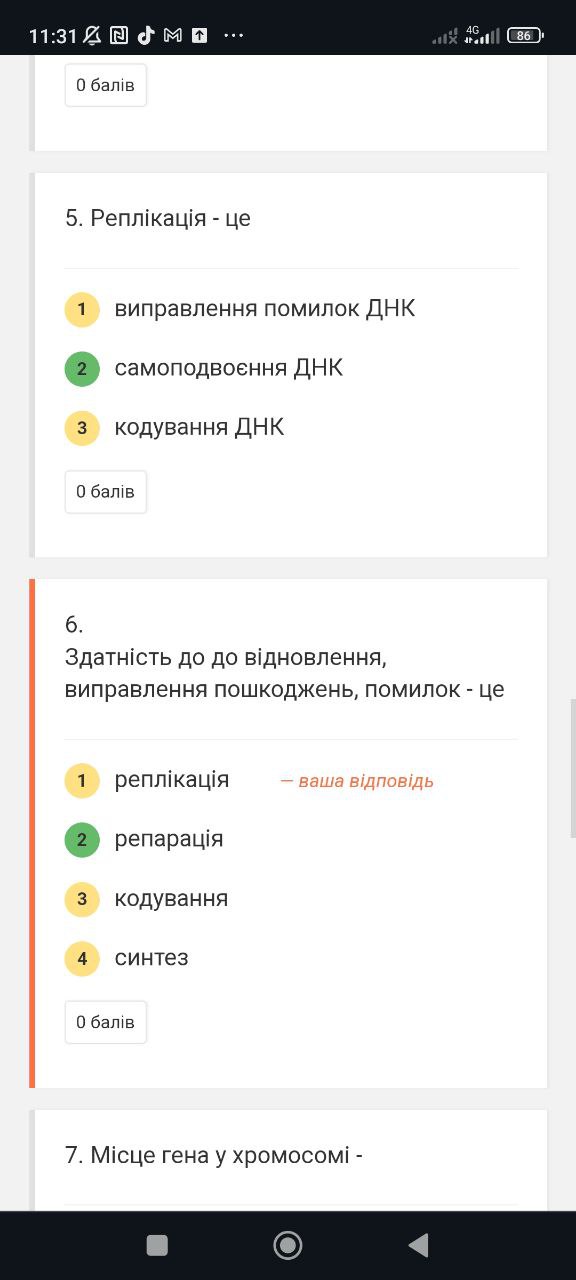 11:31
4G
86
0 балів
5. Реплікація - це
1 виправлення помилок ДНК
2 самоподвоєння ДНК
3 кодування ДНК
0 балів
6.
Здатність до до відновлення,
виправлення пошкоджень, помилок - це
1 реплікація — ваша відповідь
2 репарація
3 кодування
4 синтез
0 балів
7. Місце гена у хромосомі -